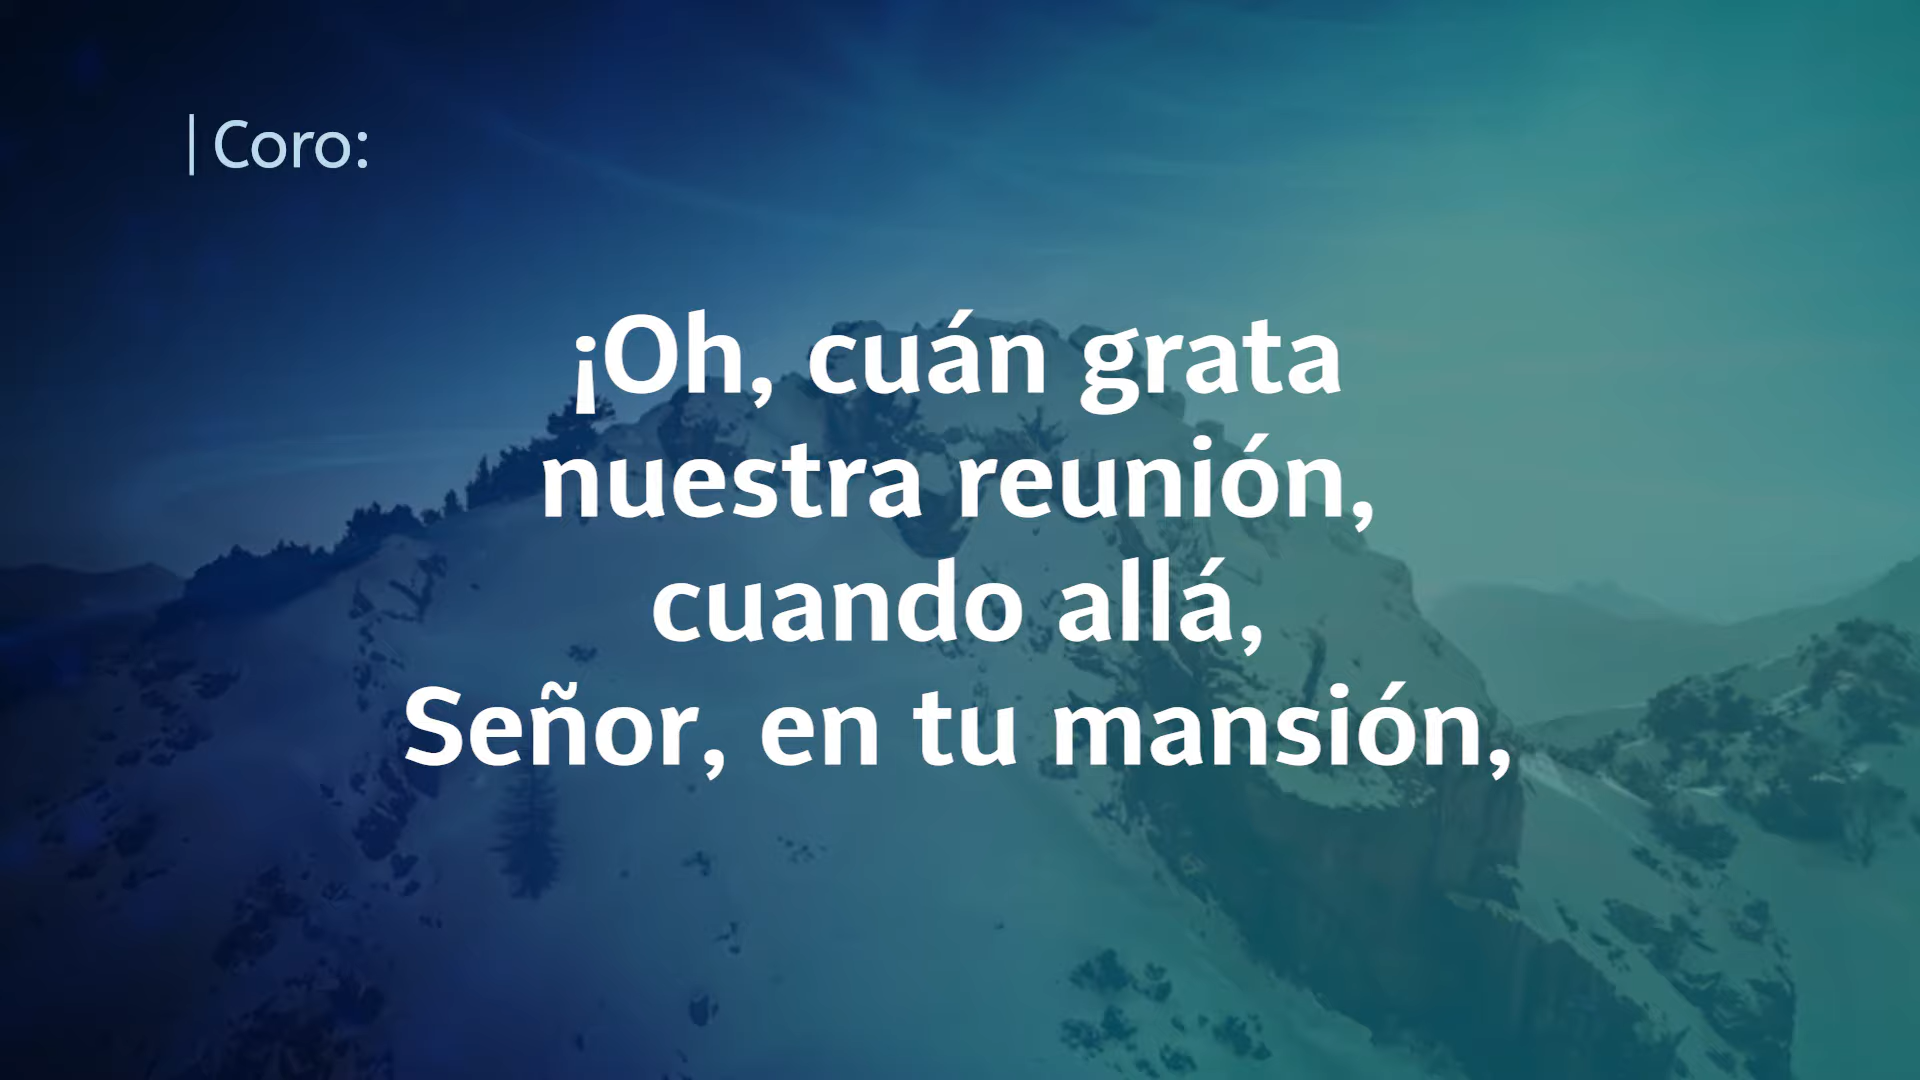 Coro:
¡Oh, cuán grata
nuestra reunión,
cuando allá,
Señor, en tu mansión,